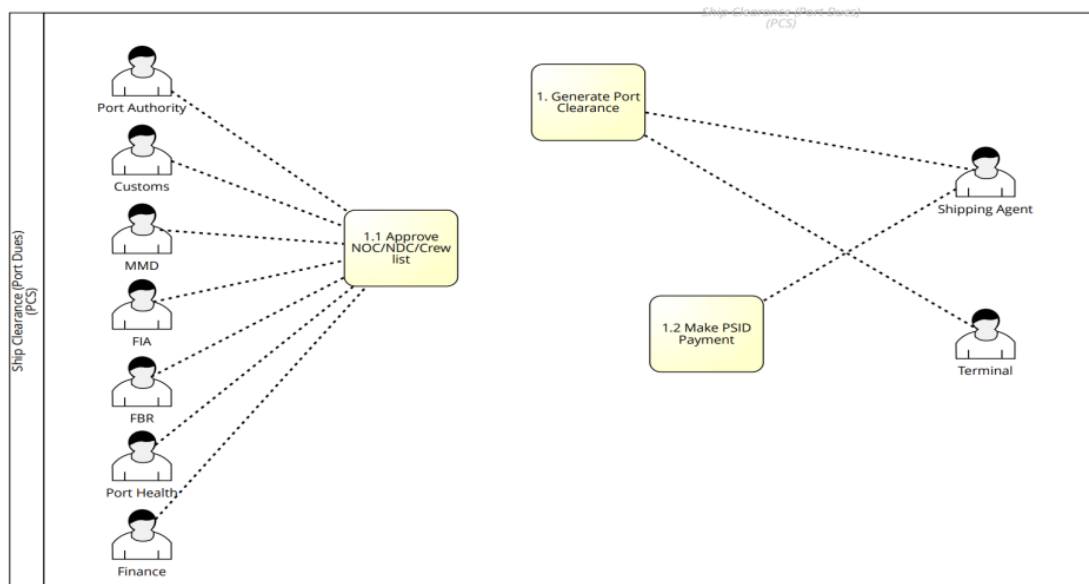 Ship Clearance (Port Dues)
(PCS)
Ship Clearance (Port Dues)
(PCS)
Port Authority
Customs
MMD
FIA
FBR
Port Health
Finance
1.1 Approve
NOC/NDC/Crew
list
1. Generate Port
Clearance
1.2 Make PSID
Payment
Shipping Agent
Terminal